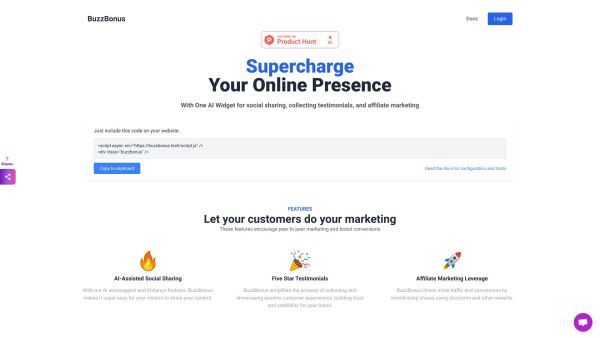 BuzzBonus
Docs
Login
FEATURED ON
Product Hunt
Supercharge
Your Online Presence
With One AI Widget for social sharing, collecting testimonials, and affiliate marketing
Just include this code on your website
<script async src="https://buzzbonus.tech/script.js" />
<div class="buzzbonus" />
Copy to clipboard
Read the docs for configuration and limits
7
Shares
FEATURES
Let your customers do your marketing
These features encourage peer to peer marketing and boost conversions
AI-Assisted Social Sharing
With our AI autosuggest and Enhance features, BuzzBonus
makes it super easy for your visitors to share your content.
Five Star Testimonials
BuzzBonus simplifies the process of collecting and
showcasing positive customer experiences, building trust
and credibility for your brand.
Affiliate Marketing Leverage
BuzzBonus drives more traffic and conversions by
incentivizing shares using discounts and other rewards.